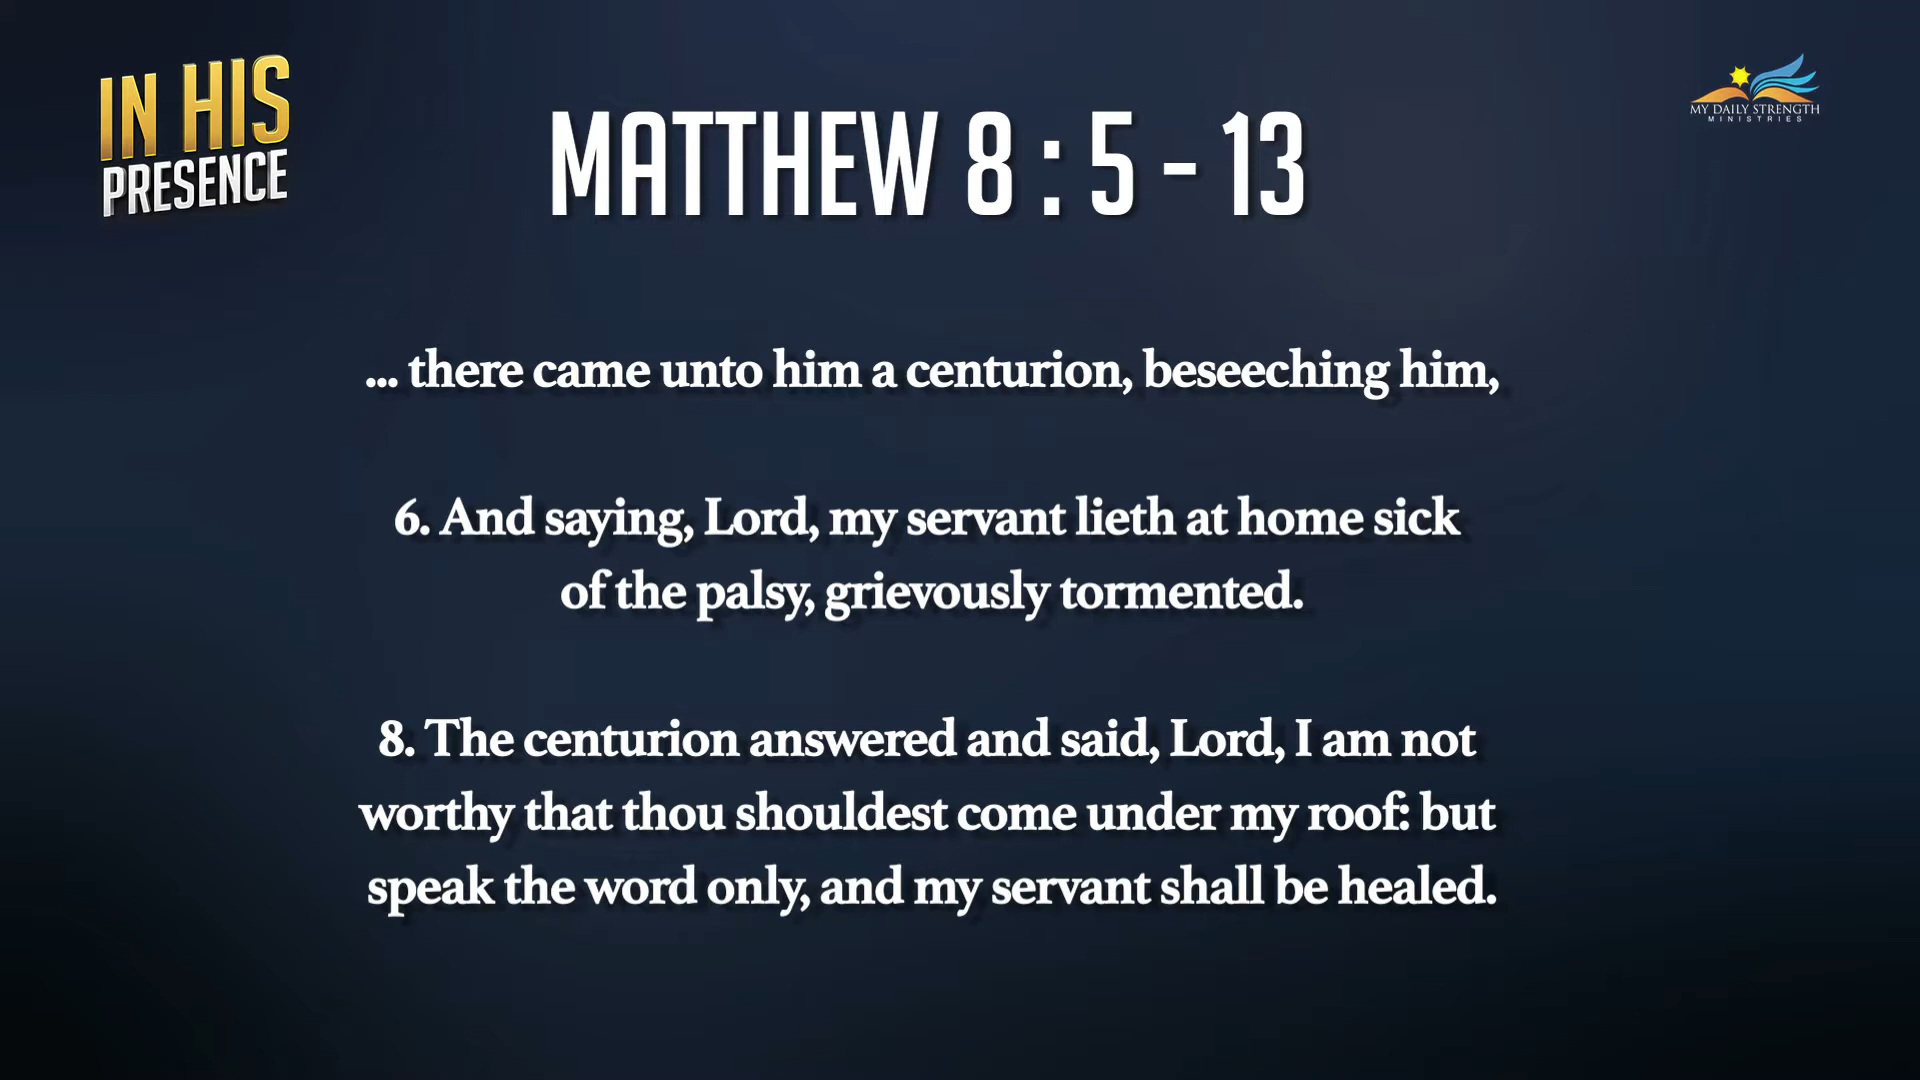 IN HIS
PRESENCE
MY DAILY STRENGTH
MINISTRIES
MATTHEW 8 : 5 - 13
... there came unto him a centurion, beseeching him,
6. And saying, Lord, my servant lieth at home sick
of the palsy, grievously tormented.
8. The centurion answered and said, Lord, I am not
worthy that thou shouldest come under my roof: but
speak the word only, and my servant shall be healed.